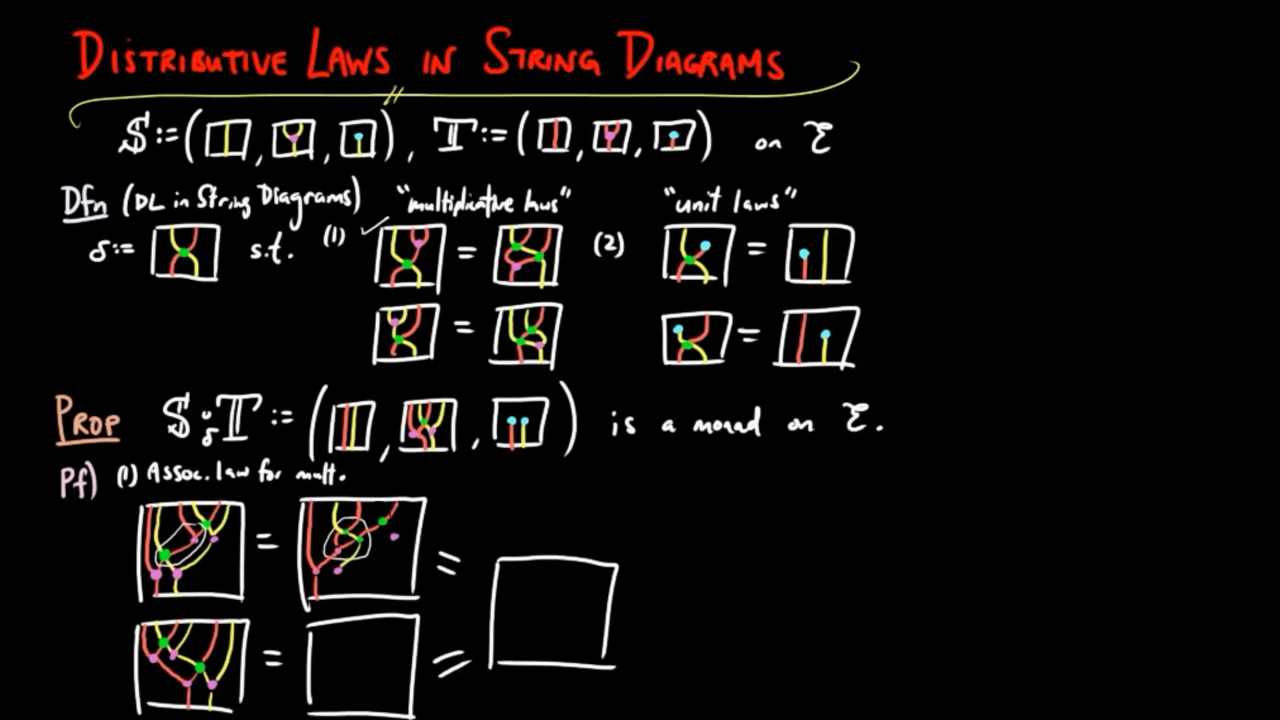 DISTRIBUTIVE LAWS IN STRING DIAGRAMS
𝕊 := ( , , ) , 𝕋 := ( , , ) on ℰ
Dfn (DL in String Diagrams) "multiplicative laws" "unit laws"
δ := s.t. (1) = (2) =
= =
PROP 𝕊 ;δ 𝕋 := ( , , ) is a monad on ℰ.
Pf) (1) Assoc. law for mult.
= =
= =